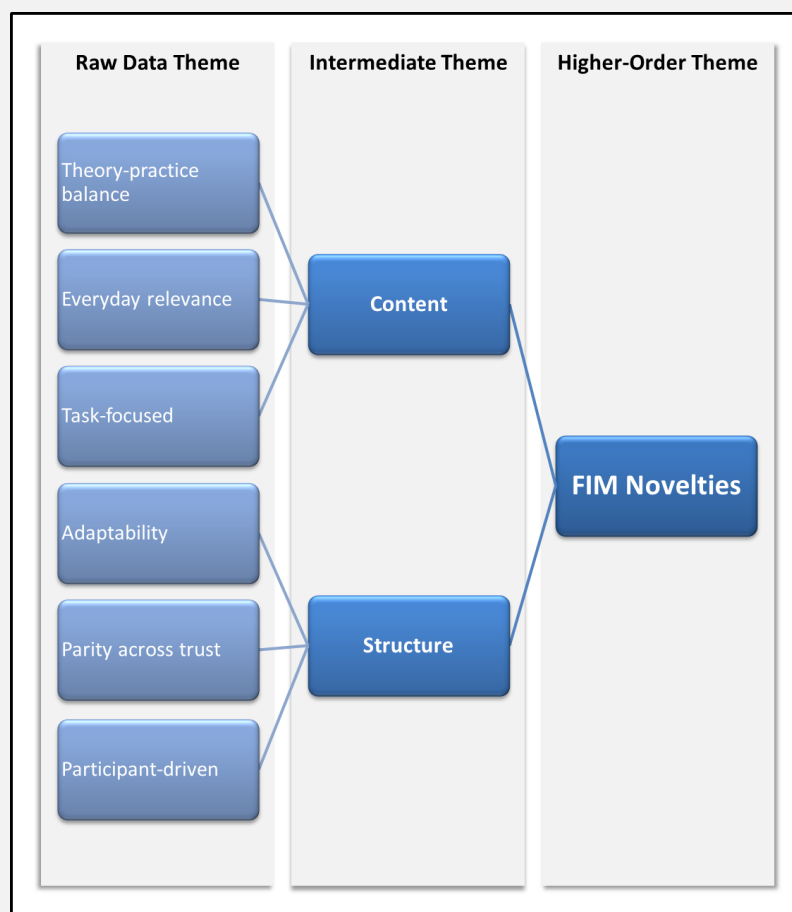 Raw Data Theme
Intermediate Theme
Higher-Order Theme
Theory-practice
balance
Everyday relevance
Task-focused
Adaptability
Parity across trust
Participant-driven
Content
Structure
FIM Novelties